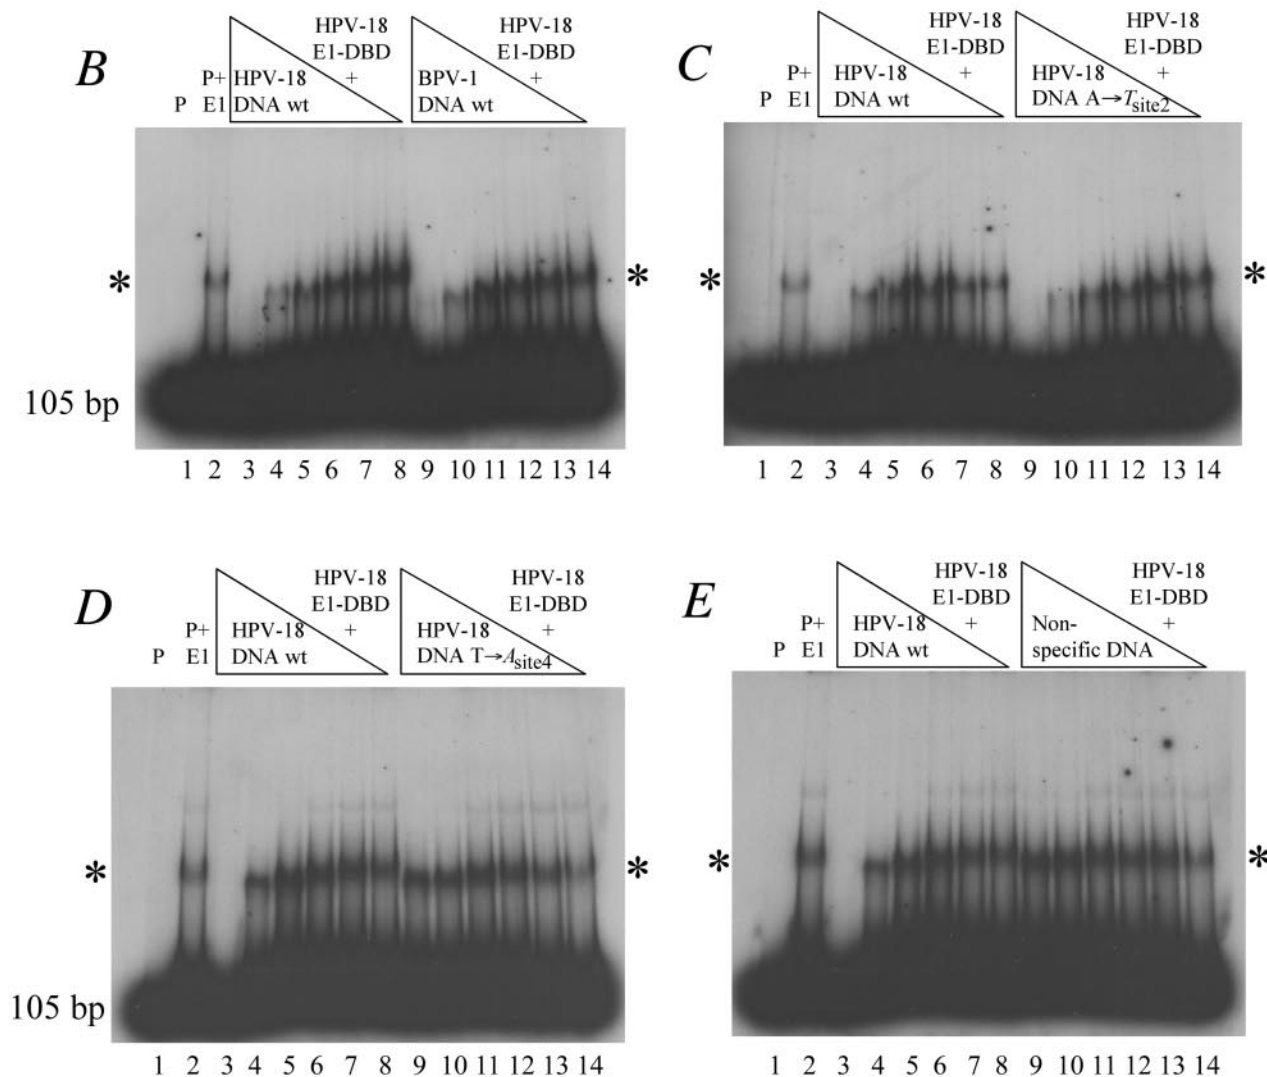 B
HPV-18
E1-DBD
+
HPV-18
E1-DBD
+
P+
HPV-18
BPV-1
P E1
DNA wt
DNA wt
*
*
105 bp
1 2 3 4 5 6 7 8 9 10 11 12 13 14
C
HPV-18
E1-DBD
+
HPV-18
E1-DBD
+
P+
HPV-18
HPV-18
P E1
DNA wt
DNA A→Tsite2
*
*
1 2 3 4 5 6 7 8 9 10 11 12 13 14
D
HPV-18
E1-DBD
+
HPV-18
E1-DBD
+
P+
HPV-18
HPV-18
P E1
DNA wt
DNA T→Asite4
*
*
105 bp
1 2 3 4 5 6 7 8 9 10 11 12 13 14
E
HPV-18
E1-DBD
+
HPV-18
E1-DBD
+
P+
HPV-18
Non-
P E1
DNA wt
specific DNA
*
*
1 2 3 4 5 6 7 8 9 10 11 12 13 14